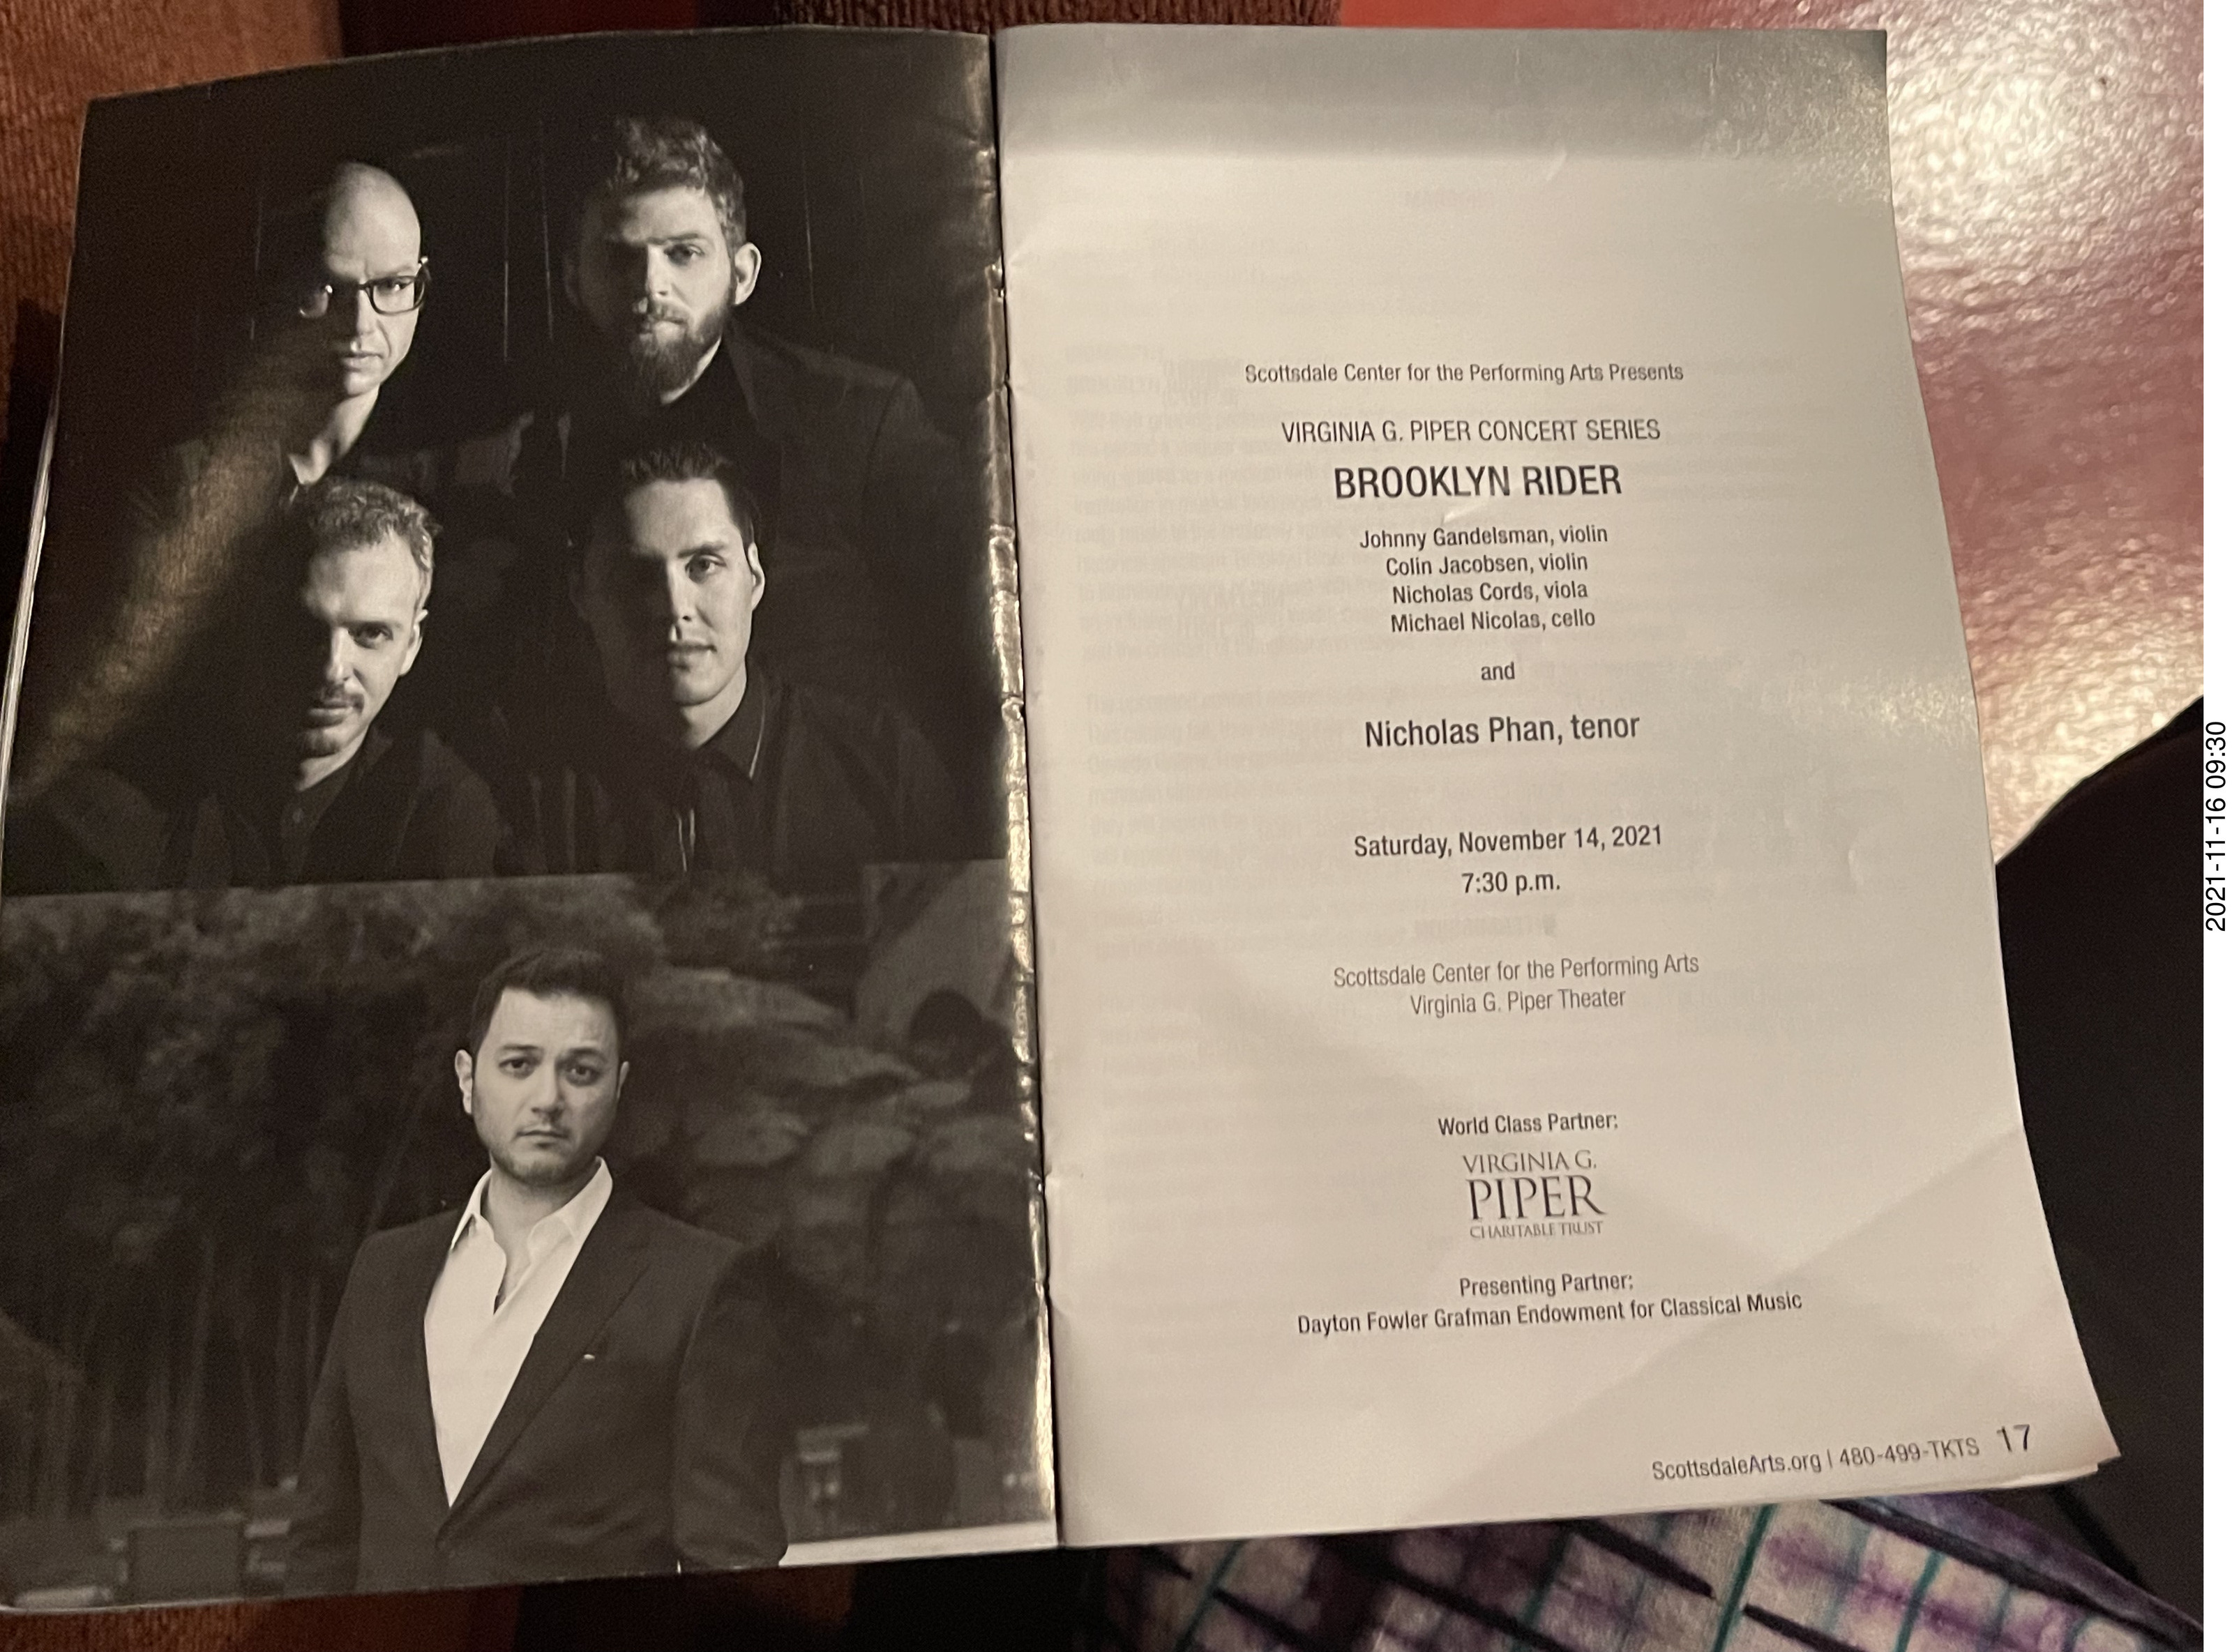 Scottsdale Center for the Performing Arts Presents
VIRGINIA G. PIPER CONCERT SERIES
BROOKLYN RIDER
Johnny Gandelsman, violin
Colin Jacobsen, violin
Nicholas Cords, viola
Michael Nicolas, cello
and
Nicholas Phan, tenor
Saturday, November 14, 2021
7:30 p.m.
Scottsdale Center for the Performing Arts
Virginia G. Piper Theater
World Class Partner:
VIRGINIA G.
PIPER
CHARITABLE TRUST
Presenting Partner:
Dayton Fowler Grafman Endowment for Classical Music
ScottsdaleArts.org | 480-499-TKTS 17
2021-11-16 09:30